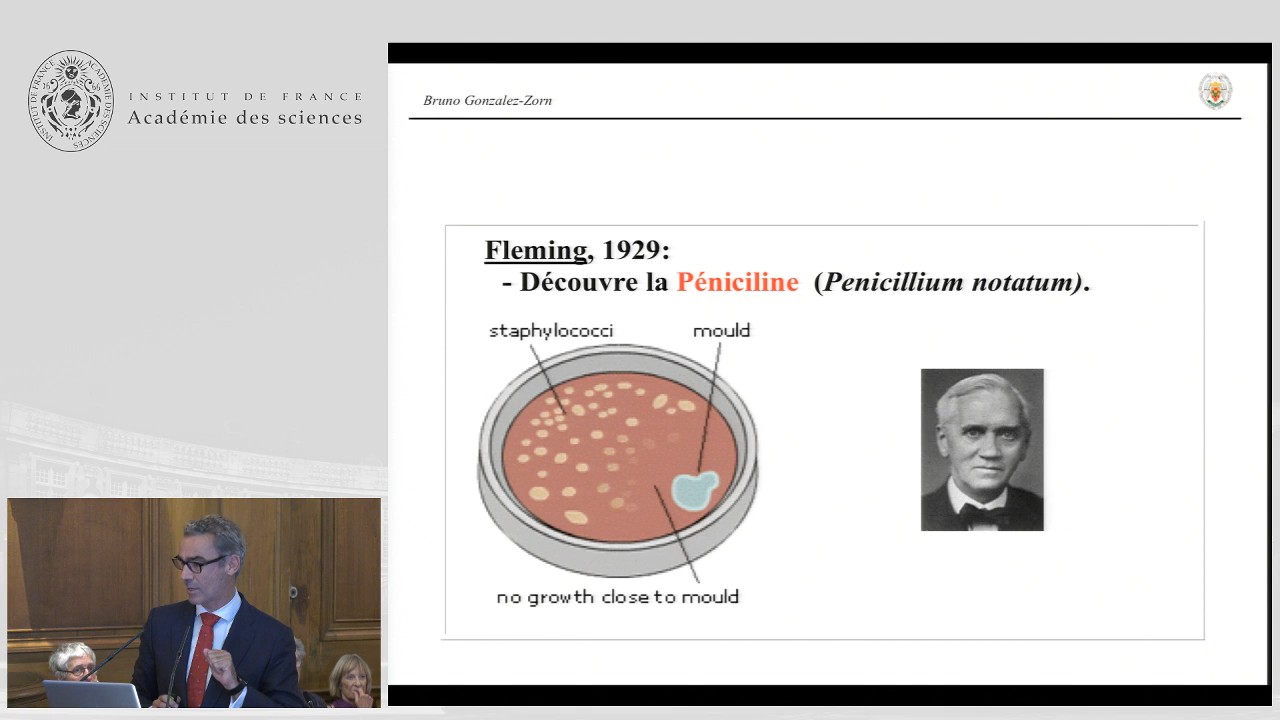 INSTITUT DE FRANCE
Académie des sciences
Bruno Gonzalez-Zorn
Fleming, 1929:
- Découvre la Péniciline (Penicillium notatum).
staphylococci
mould
no growth close to mould